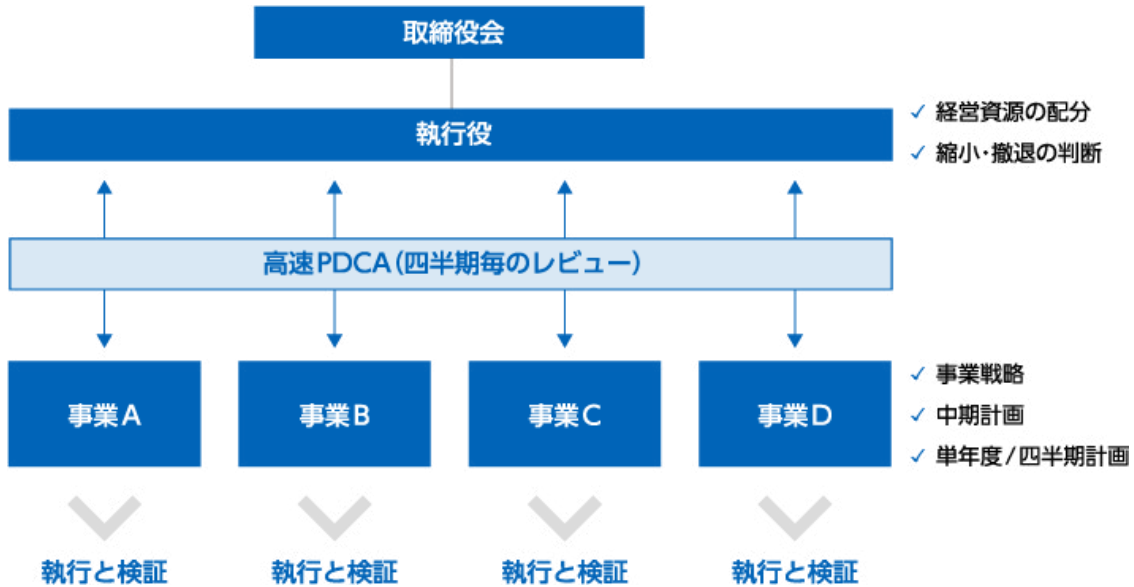 取締役会
執行役
✓ 経営資源の配分
✓ 縮小・撤退の判断
高速PDCA(四半期毎のレビュー)
事業A
事業B
事業C
事業D
✓ 事業戦略
✓ 中期計画
✓ 単年度/四半期計画
執行と検証
執行と検証
執行と検証
執行と検証